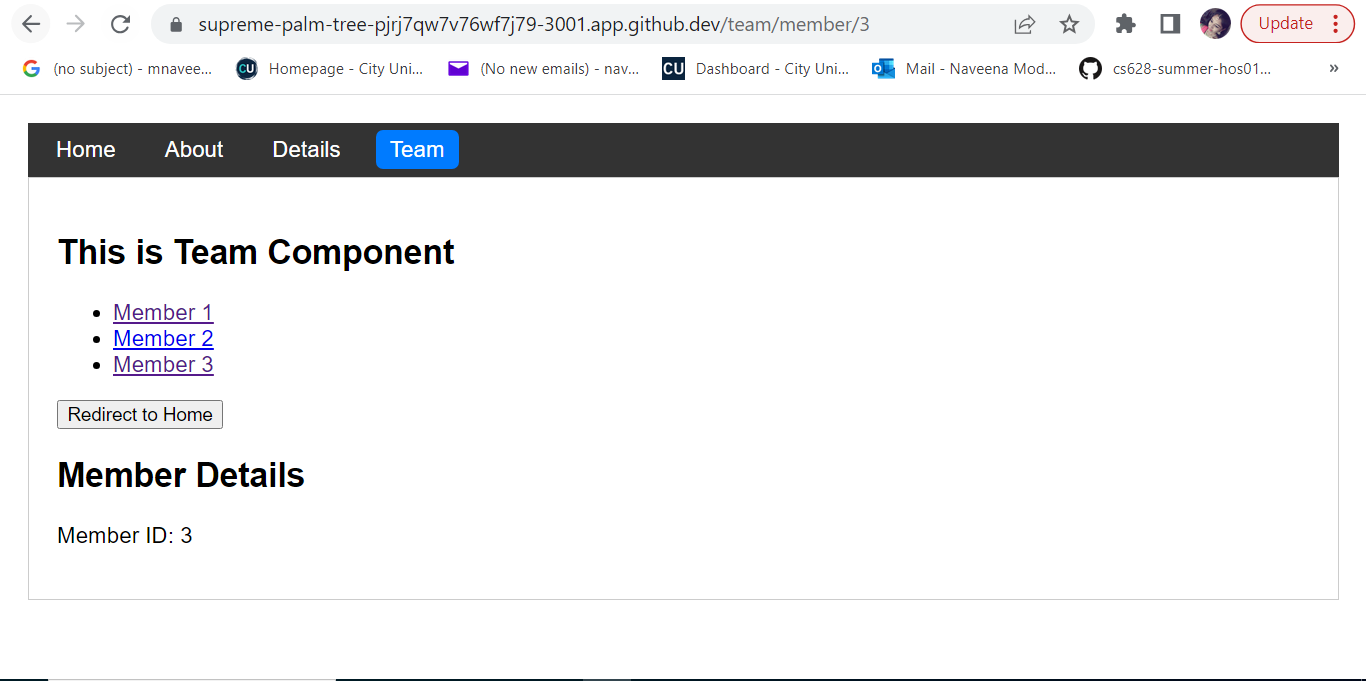 supreme-palm-tree-pjrj7qw7v76wf7j79-3001.app.github.dev/team/member/3 Update
(no subject) - mnavee... CU Homepage - City Uni... (No new emails) - nav... CU Dashboard - City Uni... Mail - Naveena Mod... cs628-summer-hos01... »
Home About Details Team
This is Team Component
Member 1
Member 2
Member 3
Redirect to Home
Member Details
Member ID: 3